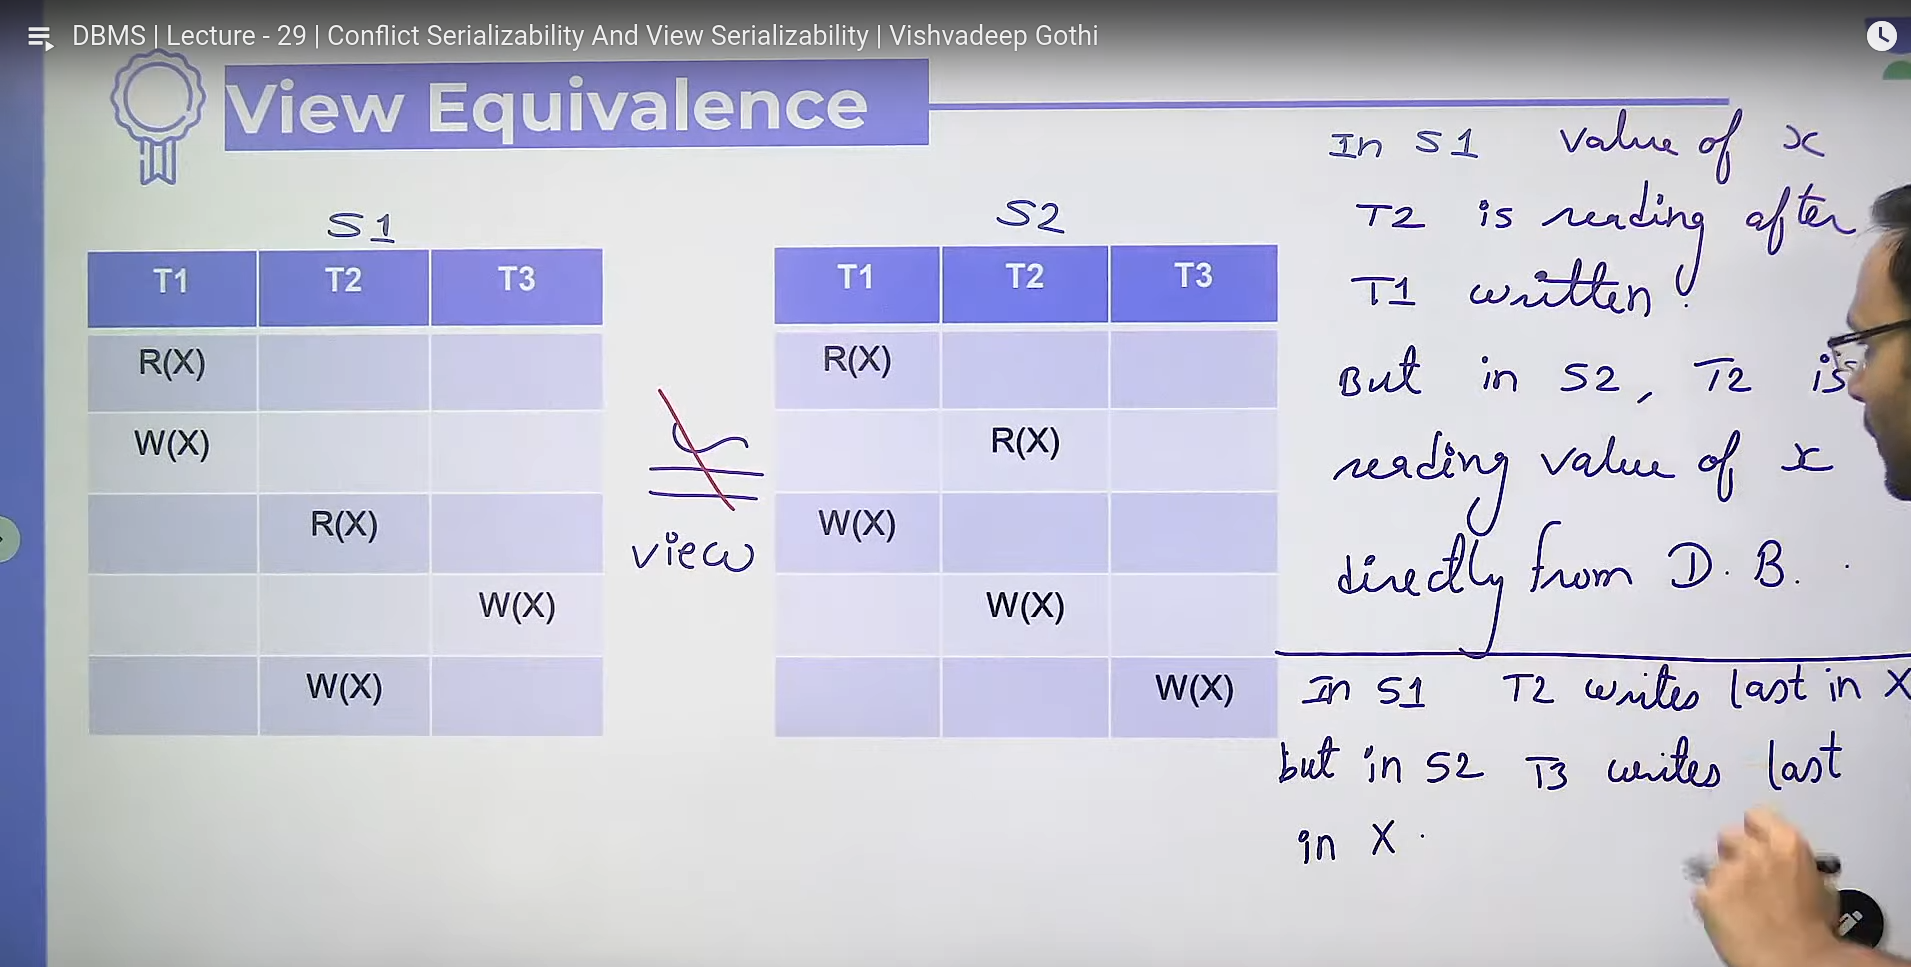 DBMS | Lecture - 29 | Conflict Serializability And View Serializability | Vishvadeep Gothi
View Equivalence
S1
T1 T2 T3
R(X)
W(X)
R(X)
W(X)
W(X)
view
S2
T1 T2 T3
R(X)
R(X)
W(X)
W(X)
W(X)
In S1 value of x
T2 is reading after
T1 written.
But in S2, T2 is
reading value of x
directly from D.B.
In S1 T2 writes last in X
but in S2 T3 writes last
in X.